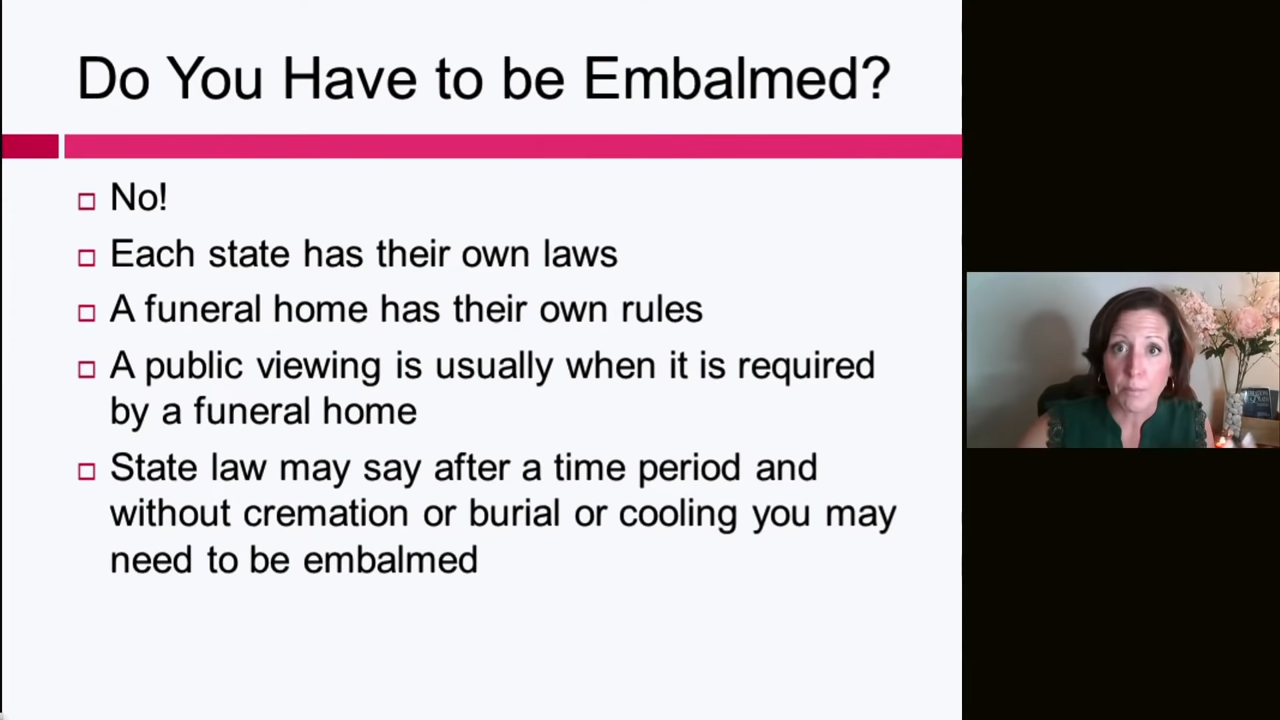 Do You Have to be Embalmed?
No!
Each state has their own laws
A funeral home has their own rules
A public viewing is usually when it is required
by a funeral home
State law may say after a time period and
without cremation or burial or cooling you may
need to be embalmed